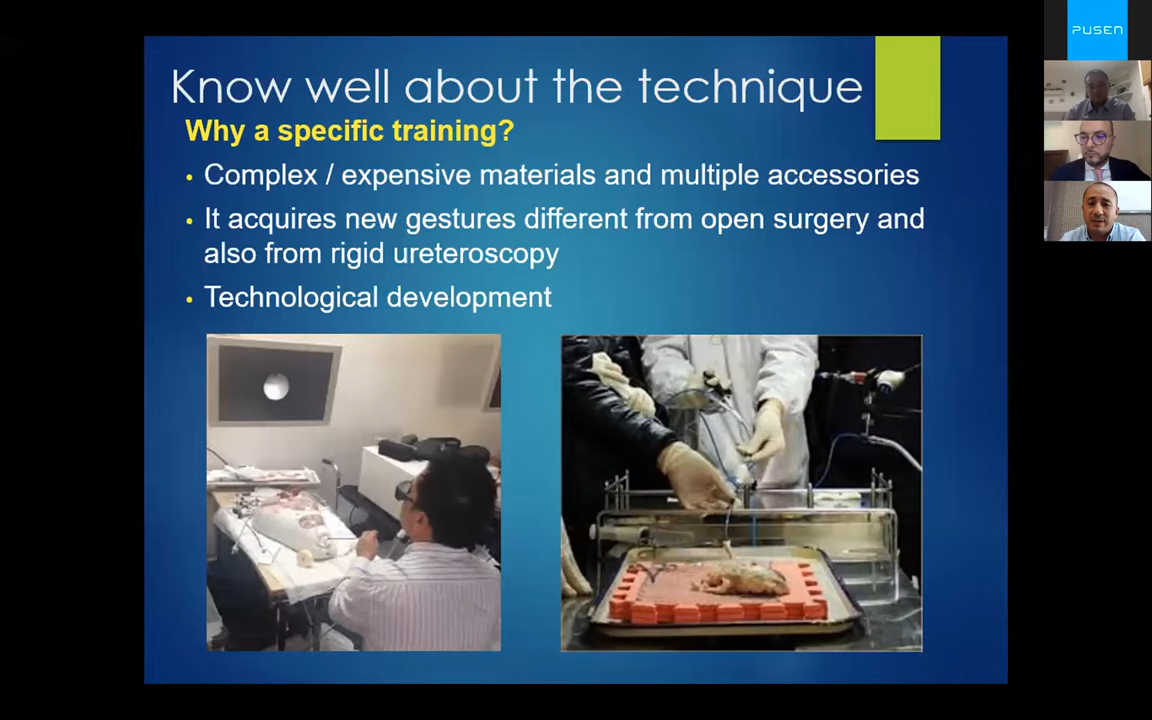 PUSEN
Know well about the technique
Why a specific training?
• Complex / expensive materials and multiple accessories
• It acquires new gestures different from open surgery and
also from rigid ureteroscopy
• Technological development